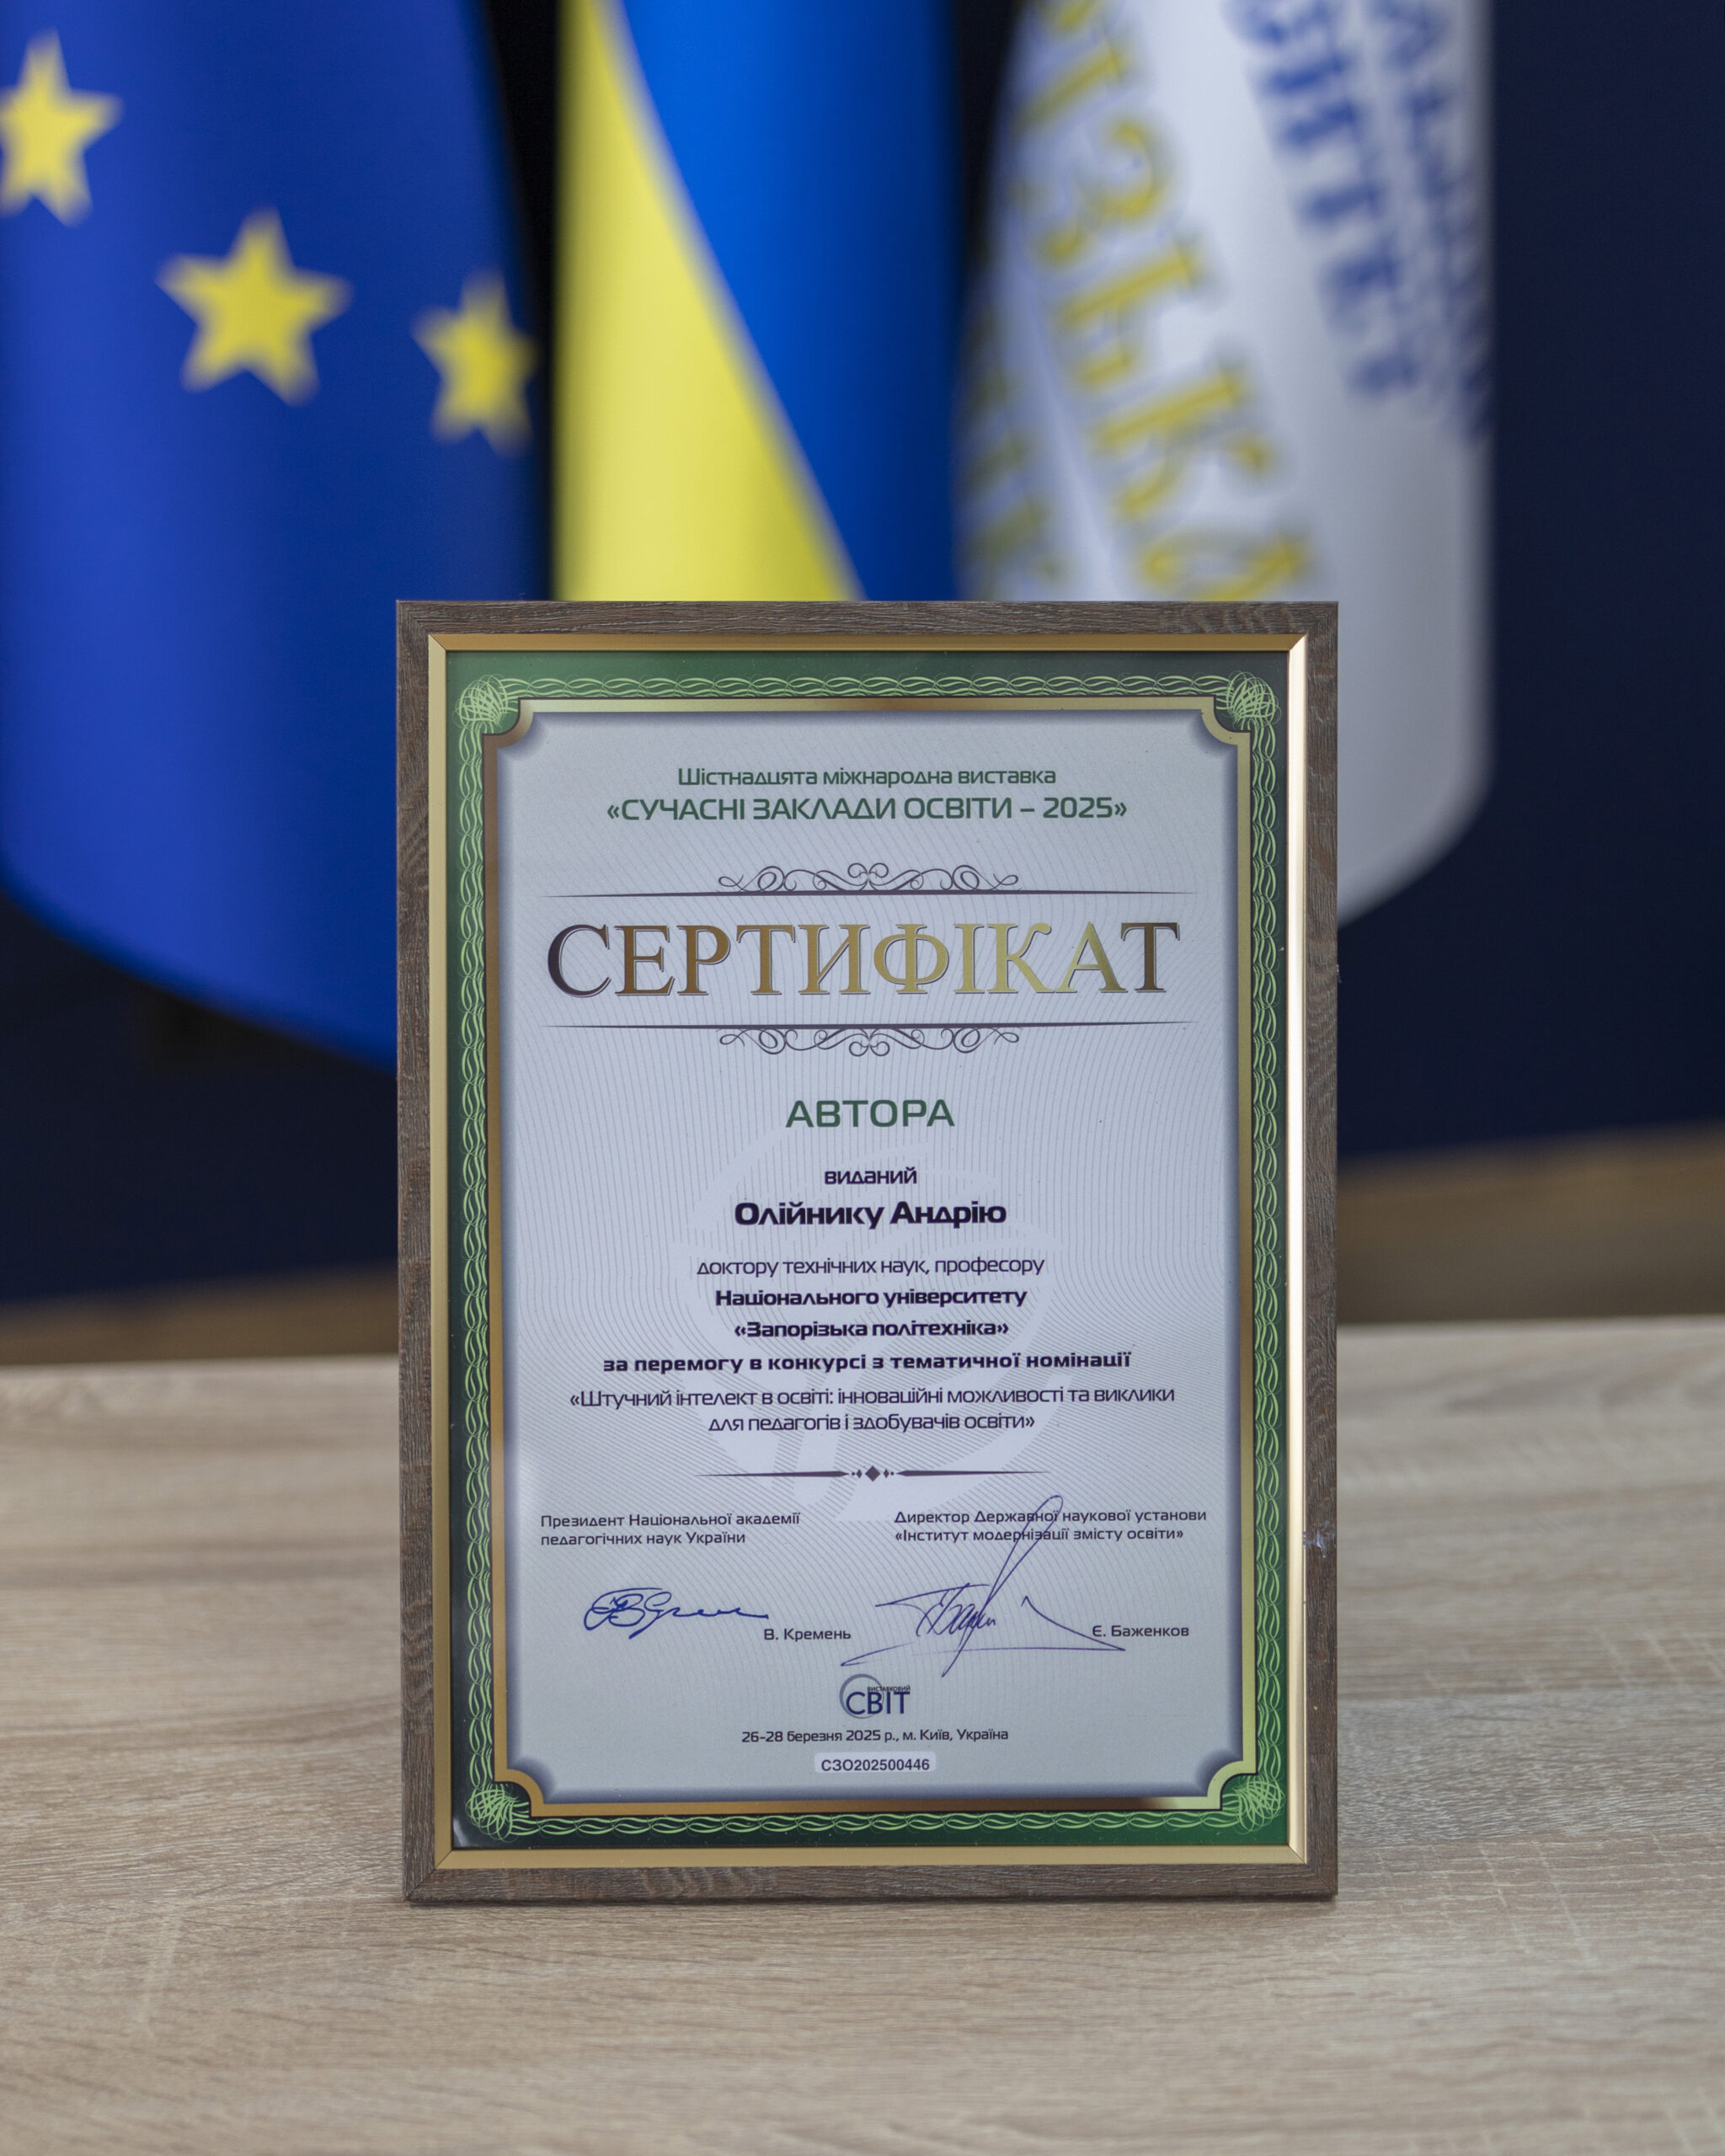 ЗЬКА
Шістнадцята міжнародна виставка
«СУЧАСНІ ЗАКЛАДИ ОСВІТИ – 2025»
СЕРТИФІКАТ
АВТОРА
виданий
Олійнику Андрію
доктору технічних наук, професору
Національного університету
«Запорізька політехніка»
за перемогу в конкурсі з тематичної номінації
«Штучний інтелект в освіті: інноваційні можливості та виклики
для педагогів і здобувачів освіти»
Президент Національної академії
педагогічних наук України
В. Кремень
Директор Державної наукової установи
«Інститут модернізації змісту освіти»
Є. Баженков
ВИСТАВКОВИЙ
СВІТ
26-28 березня 2025 р., м. Київ, Україна
СЗО202500446